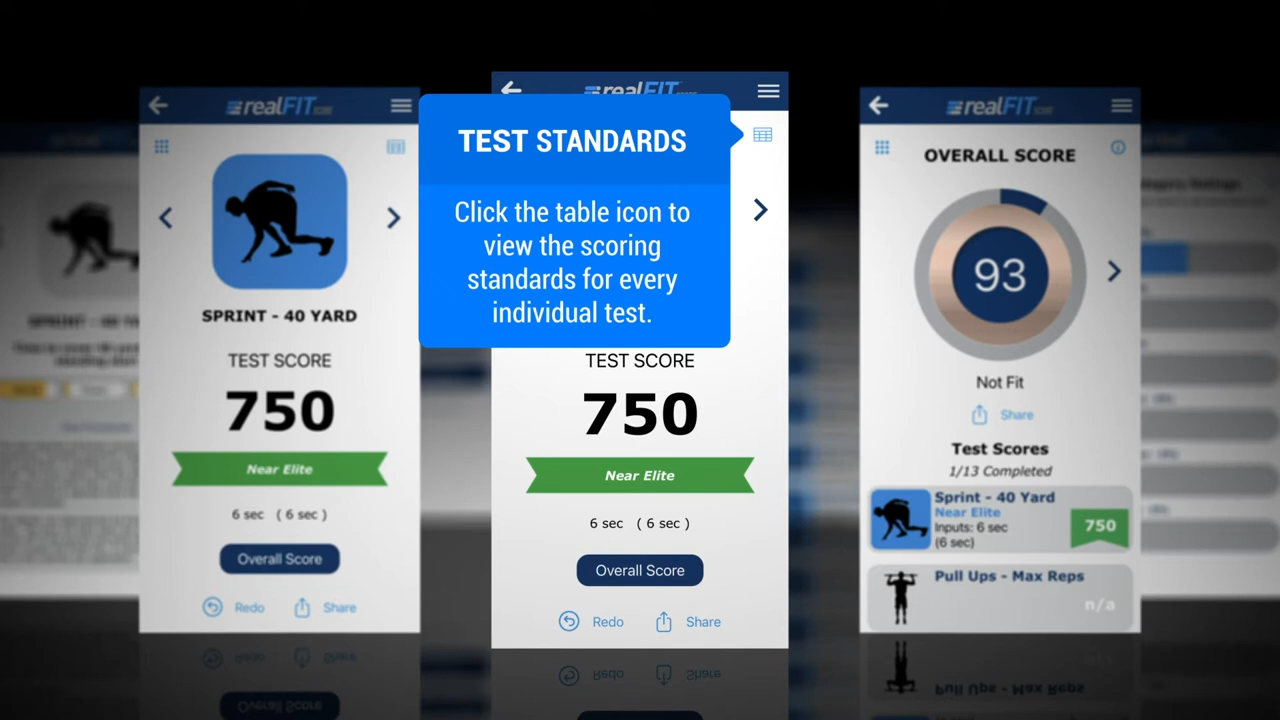 realFIT
SPRINT - 40 YARD
TEST SCORE
750
Near Elite
6 sec ( 6 sec )
Overall Score
Redo
Share
realFIT
TEST STANDARDS
Click the table icon to
view the scoring
standards for every
individual test.
TEST SCORE
750
Near Elite
6 sec ( 6 sec )
Overall Score
Redo
Share
realFIT
OVERALL SCORE
93
Not Fit
Share
Test Scores
1/13 Completed
Sprint - 40 Yard
Near Elite
Inputs: 6 sec
(6 sec)
750
Pull Ups - Max Reps
n/a